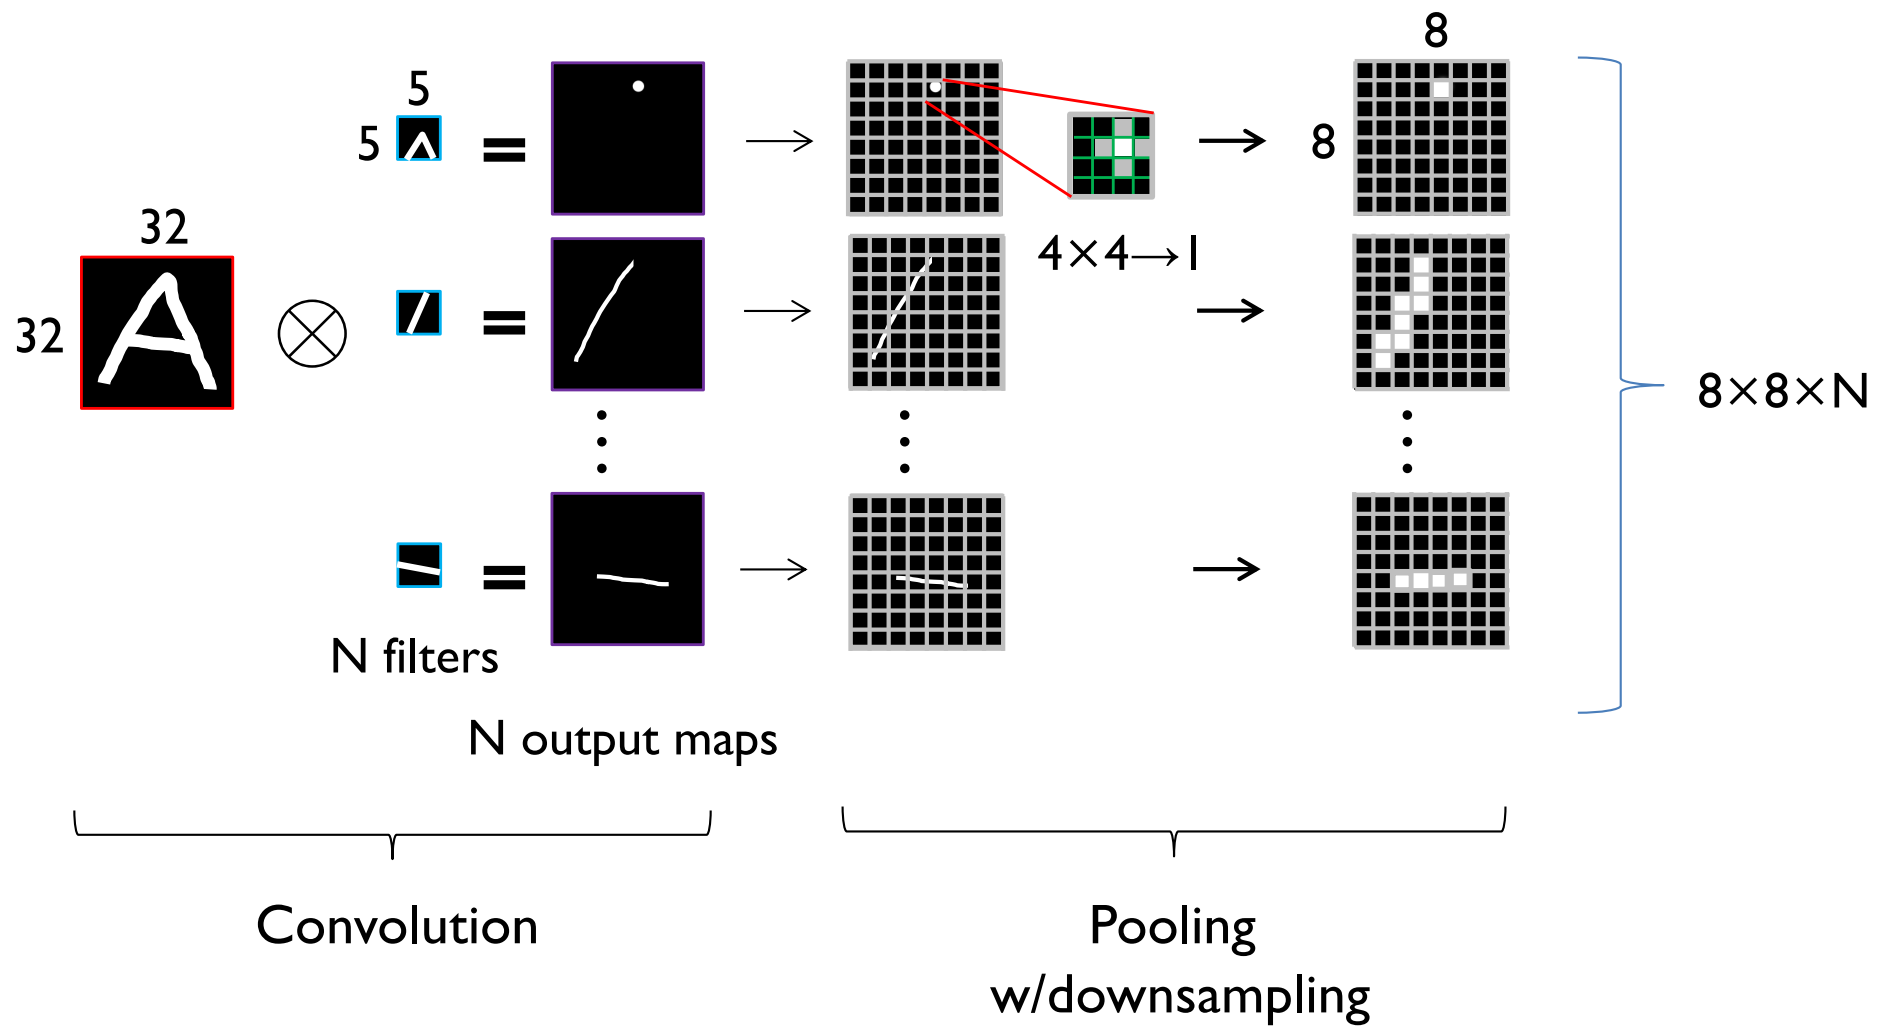 8
5
5
8
32
4×4→1
32
8×8×N
N filters
N output maps
Convolution
Pooling
w/downsampling